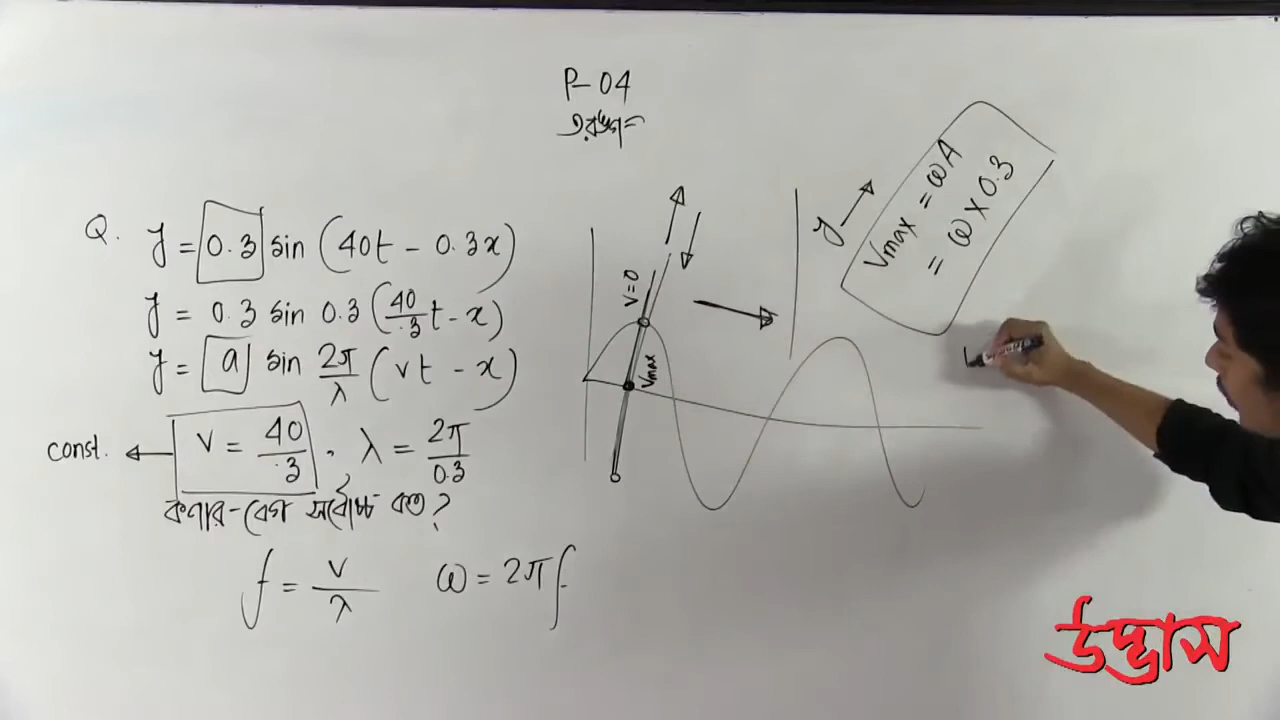 P-04
তরঙ্গ
Q. y = 0.3 sin (40t - 0.3x)
y = 0.3 sin 0.3 (40/.3 t - x)
y = a sin 2π/λ (vt - x)
const. ← v = 40/.3 , λ = 2π/0.3
কণার বেগ সর্বোচ্চ কত?
f = v/λ ω = 2πf
v=0
Vmax
y →
Vmax = ωA
= ω × 0.3
উদ্ভাস